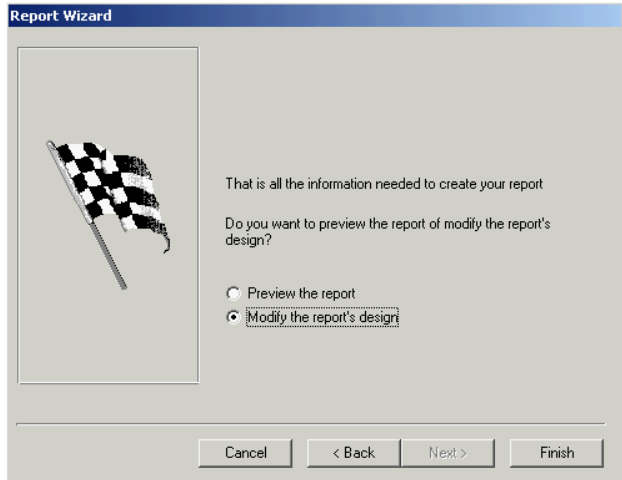 Report Wizard
That is all the information needed to create your report
Do you want to preview the report of modify the report's
design?
Preview the report
Modify the report's design
Cancel
< Back
Next >
Finish